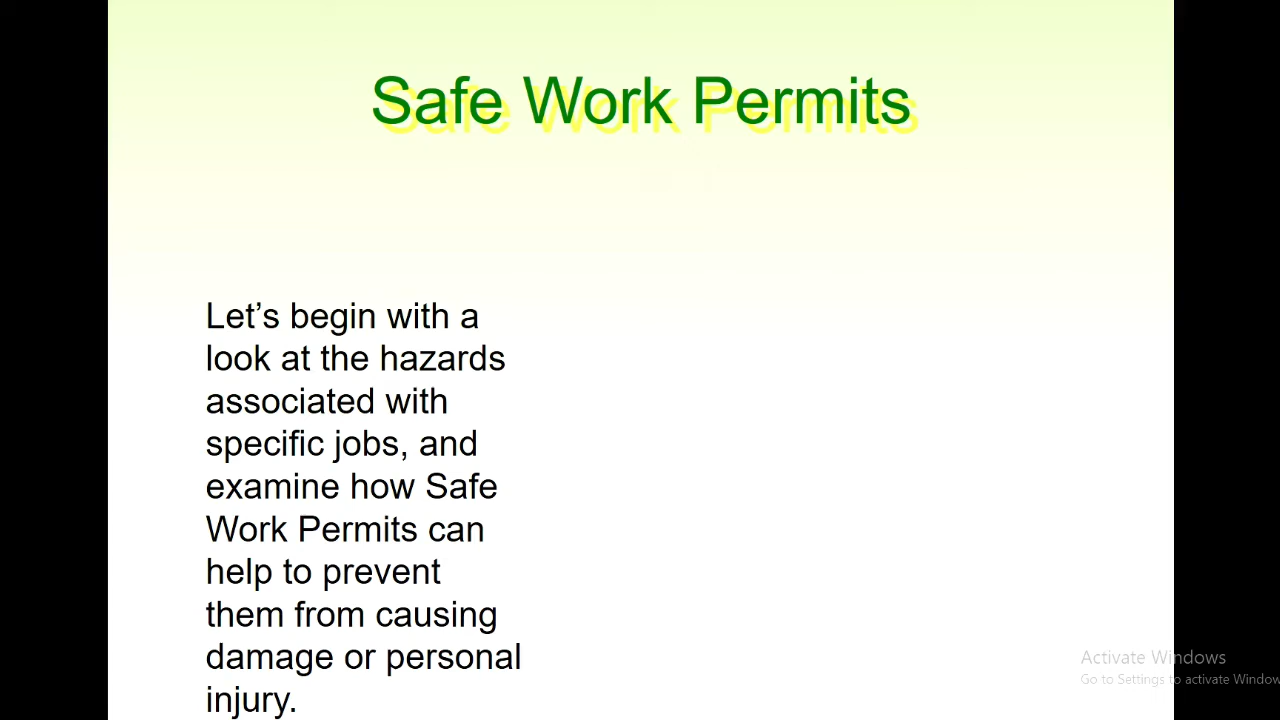 Safe Work Permits
Let’s begin with a
look at the hazards
associated with
specific jobs, and
examine how Safe
Work Permits can
help to prevent
them from causing
damage or personal
injury.
Activate Windows
Go to Settings to activate Window